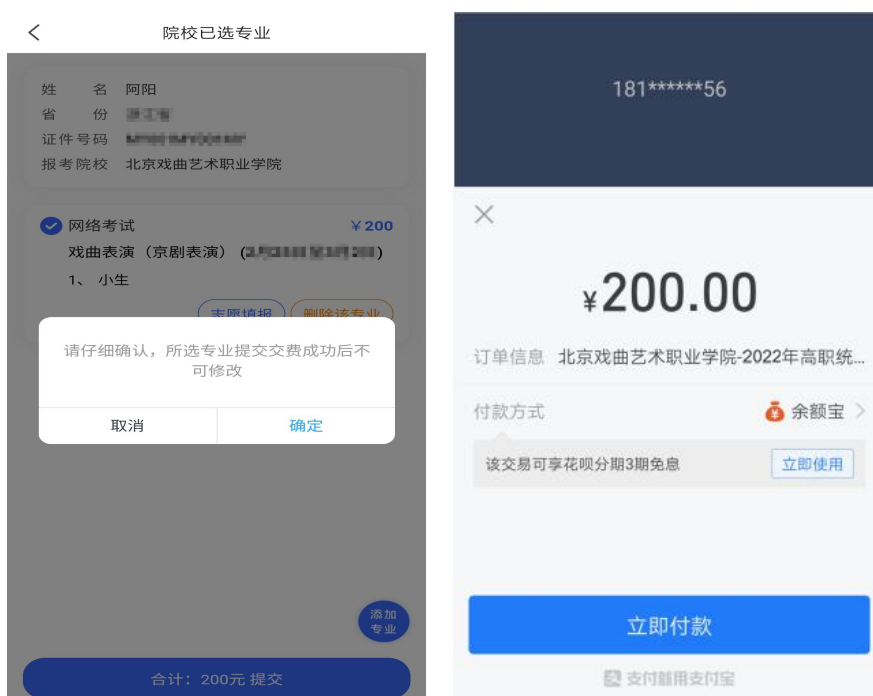 院校已选专业
姓 名 阿阳
省 份
证件号码
报考院校 北京戏曲艺术职业学院
网络考试 ￥200
戏曲表演（京剧表演）（
1、 小生
志愿填报 删除该专业
请仔细确认，所选专业提交交费成功后不
可修改
取消 确定
添加
专业
合计：200元 提交
181******56
¥200.00
订单信息 北京戏曲艺术职业学院-2022年高职统...
付款方式 余额宝
该交易可享花呗分期3期免息 立即使用
立即付款
支 支付就用支付宝